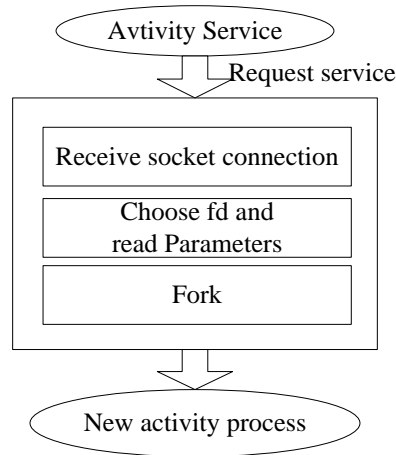 Avtivity Service
Request service
Receive socket connection
Choose fd and
read Parameters
Fork
New activity process